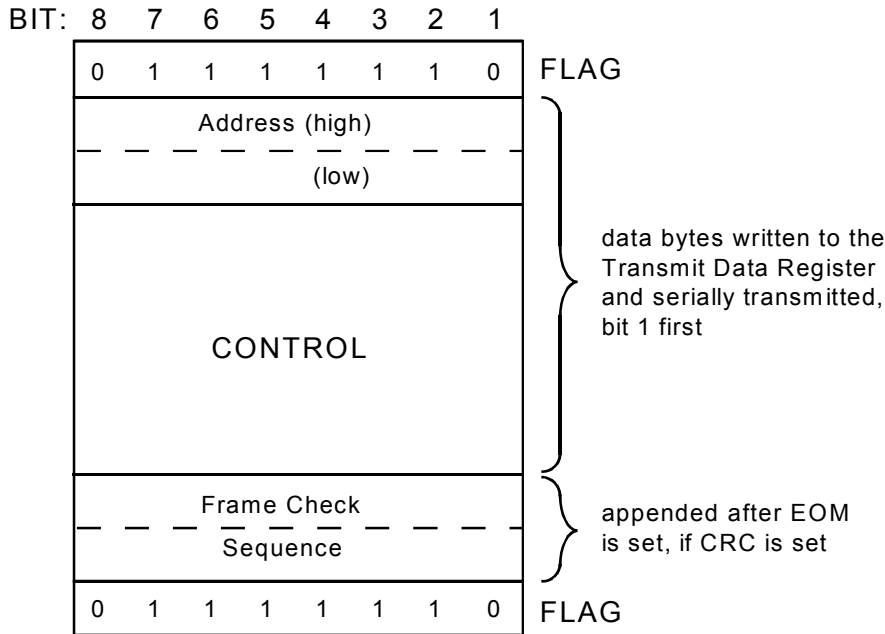 BIT: 8 7 6 5 4 3 2 1
0 1 1 1 1 1 1 0 FLAG
Address (high)
(low)
data bytes written to the
Transmit Data Register
and serially transmitted,
bit 1 first
CONTROL
Frame Check
Sequence
appended after EOM
is set, if CRC is set
0 1 1 1 1 1 1 0 FLAG